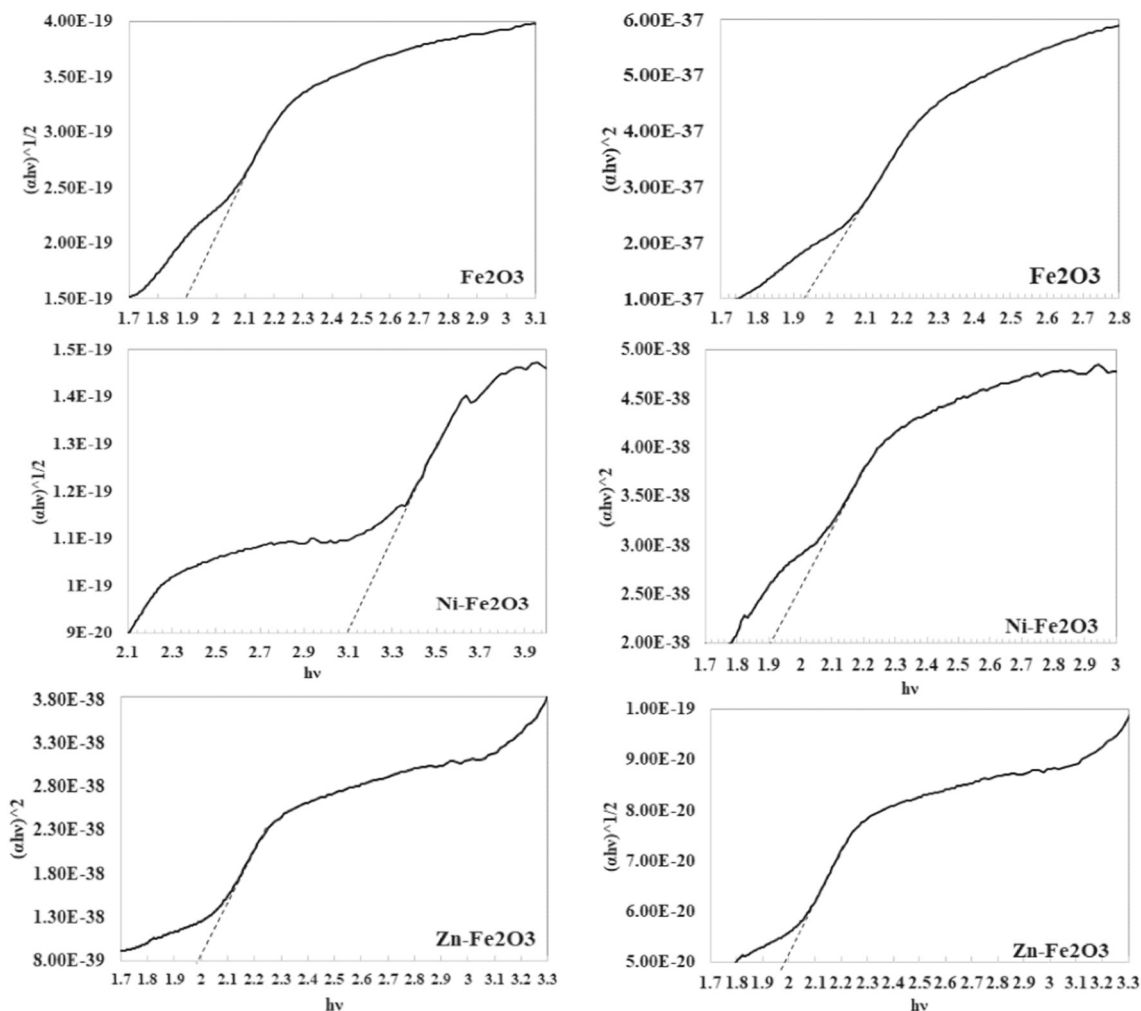 4.00E-19
3.50E-19
3.00E-19
2.50E-19
2.00E-19
1.50E-19
(αhν)^1/2
Fe2O3
1.7 1.8 1.9 2 2.1 2.2 2.3 2.4 2.5 2.6 2.7 2.8 2.9 3 3.1
6.00E-37
5.00E-37
4.00E-37
3.00E-37
2.00E-37
1.00E-37
(αhν)^2
Fe2O3
1.7 1.8 1.9 2 2.1 2.2 2.3 2.4 2.5 2.6 2.7 2.8
1.5E-19
1.4E-19
1.3E-19
1.2E-19
1.1E-19
1E-19
9E-20
(αhν)^1/2
Ni-Fe2O3
2.1 2.3 2.5 2.7 2.9 3.1 3.3 3.5 3.7 3.9
hν
5.00E-38
4.50E-38
4.00E-38
3.50E-38
3.00E-38
2.50E-38
2.00E-38
(αhν)^2
Ni-Fe2O3
1.7 1.8 1.9 2 2.1 2.2 2.3 2.4 2.5 2.6 2.7 2.8 2.9 3
hν
3.80E-38
3.30E-38
2.80E-38
2.30E-38
1.80E-38
1.30E-38
8.00E-39
(αhν)^2
Zn-Fe2O3
1.7 1.8 1.9 2 2.1 2.2 2.3 2.4 2.5 2.6 2.7 2.8 2.9 3 3.1 3.2 3.3
hν
1.00E-19
9.00E-20
8.00E-20
7.00E-20
6.00E-20
5.00E-20
(αhν)^1/2
Zn-Fe2O3
1.7 1.8 1.9 2 2.1 2.2 2.3 2.4 2.5 2.6 2.7 2.8 2.9 3 3.1 3.2 3.3
hν